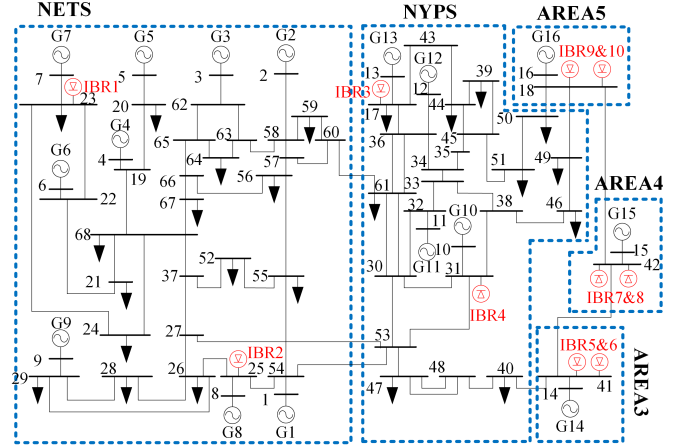 NETS NYPS AREA5
G7 G5 G3 G2 G13 43 G16
G12 IBR9&10
7 IBR1 5 3 2 13 39 16
23 IBR3 12 18
20 62 59 17 44
G4 58 60 36 45 50
65 63 35
G6 64 57 34 51 49
4 19 66 56 33 AREA4
6 22 67 61 32 38 46 G15
68 11 G10
52 10 15
21 37 55 30 G11 31 42
IBR7&8
24 27 IBR4
G9 53 IBR5&6
IBR2
9 28 26 25 54 48 40 AREA3
29 8 1 47 14 41
G8 G1 G14